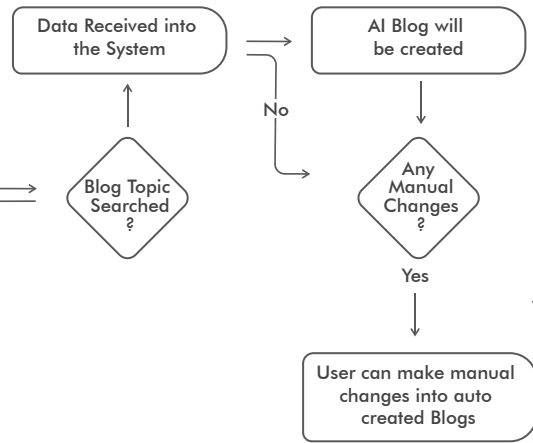 Data Received into
the System
AI Blog will
be created
No
Blog Topic
Searched
?
Any
Manual
Changes
?
Yes
User can make manual
changes into auto
created Blogs